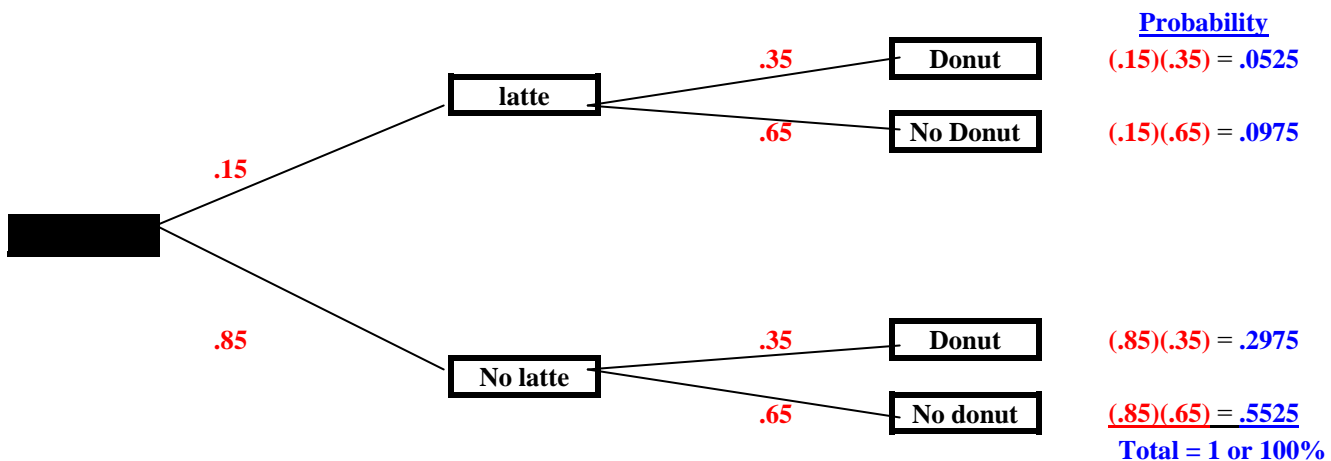 Probability
.35 Donut (.15)(.35) = .0525
latte
.65 No Donut (.15)(.65) = .0975
.15
.85
.35 Donut (.85)(.35) = .2975
No latte
.65 No donut (.85)(.65) = .5525
Total = 1 or 100%